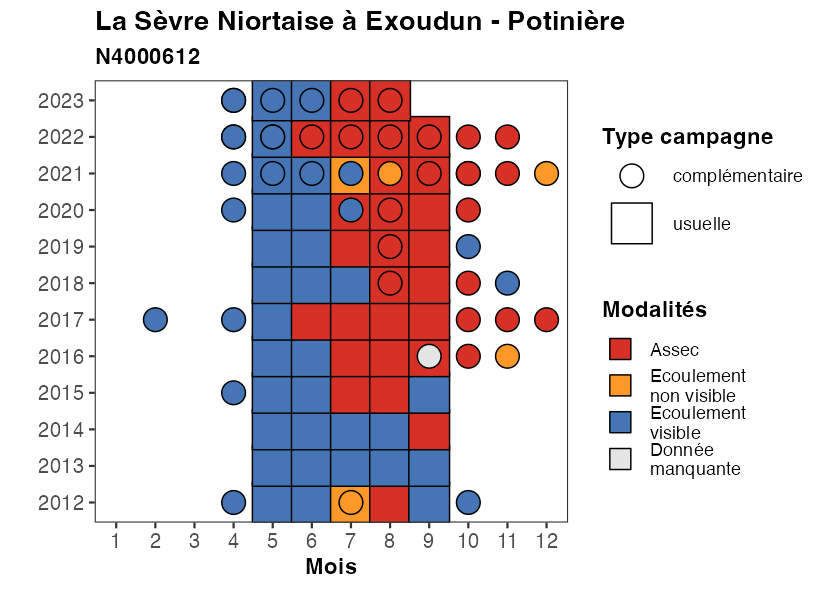 La Sèvre Niortaise à Exoudun - Potinière
N4000612
2023
2022
2021
2020
2019
2018
2017
2016
2015
2014
2013
2012
1 2 3 4 5 6 7 8 9 10 11 12
Mois
Type campagne
complémentaire
usuelle
Modalités
Assec
Ecoulement
non visible
Ecoulement
visible
Donnée
manquante